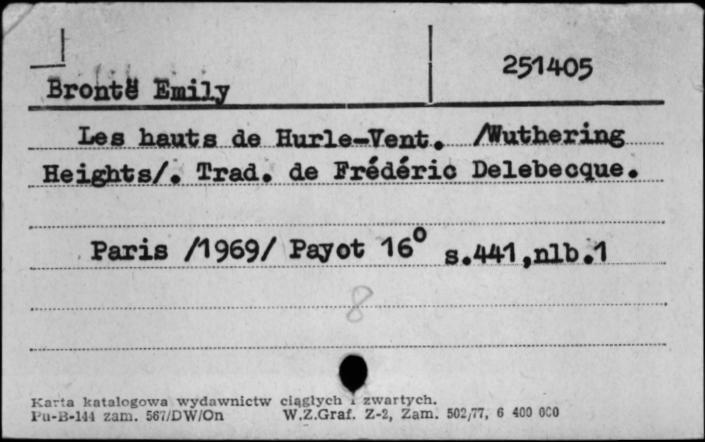 251405
Brontë Emily
Les hauts de Hurle-Vent. /Wuthering
Heights/. Trad. de Frédéric Delebecque.
Paris /1969/ Payot 16° s.441,nlb.1
8
Karta katalogowa wydawnictw ciągłych i zwartych.
Pu-B-144 zam. 567/DW/On W.Z.Graf. Z-2, Zam. 502/77, 6 400 000